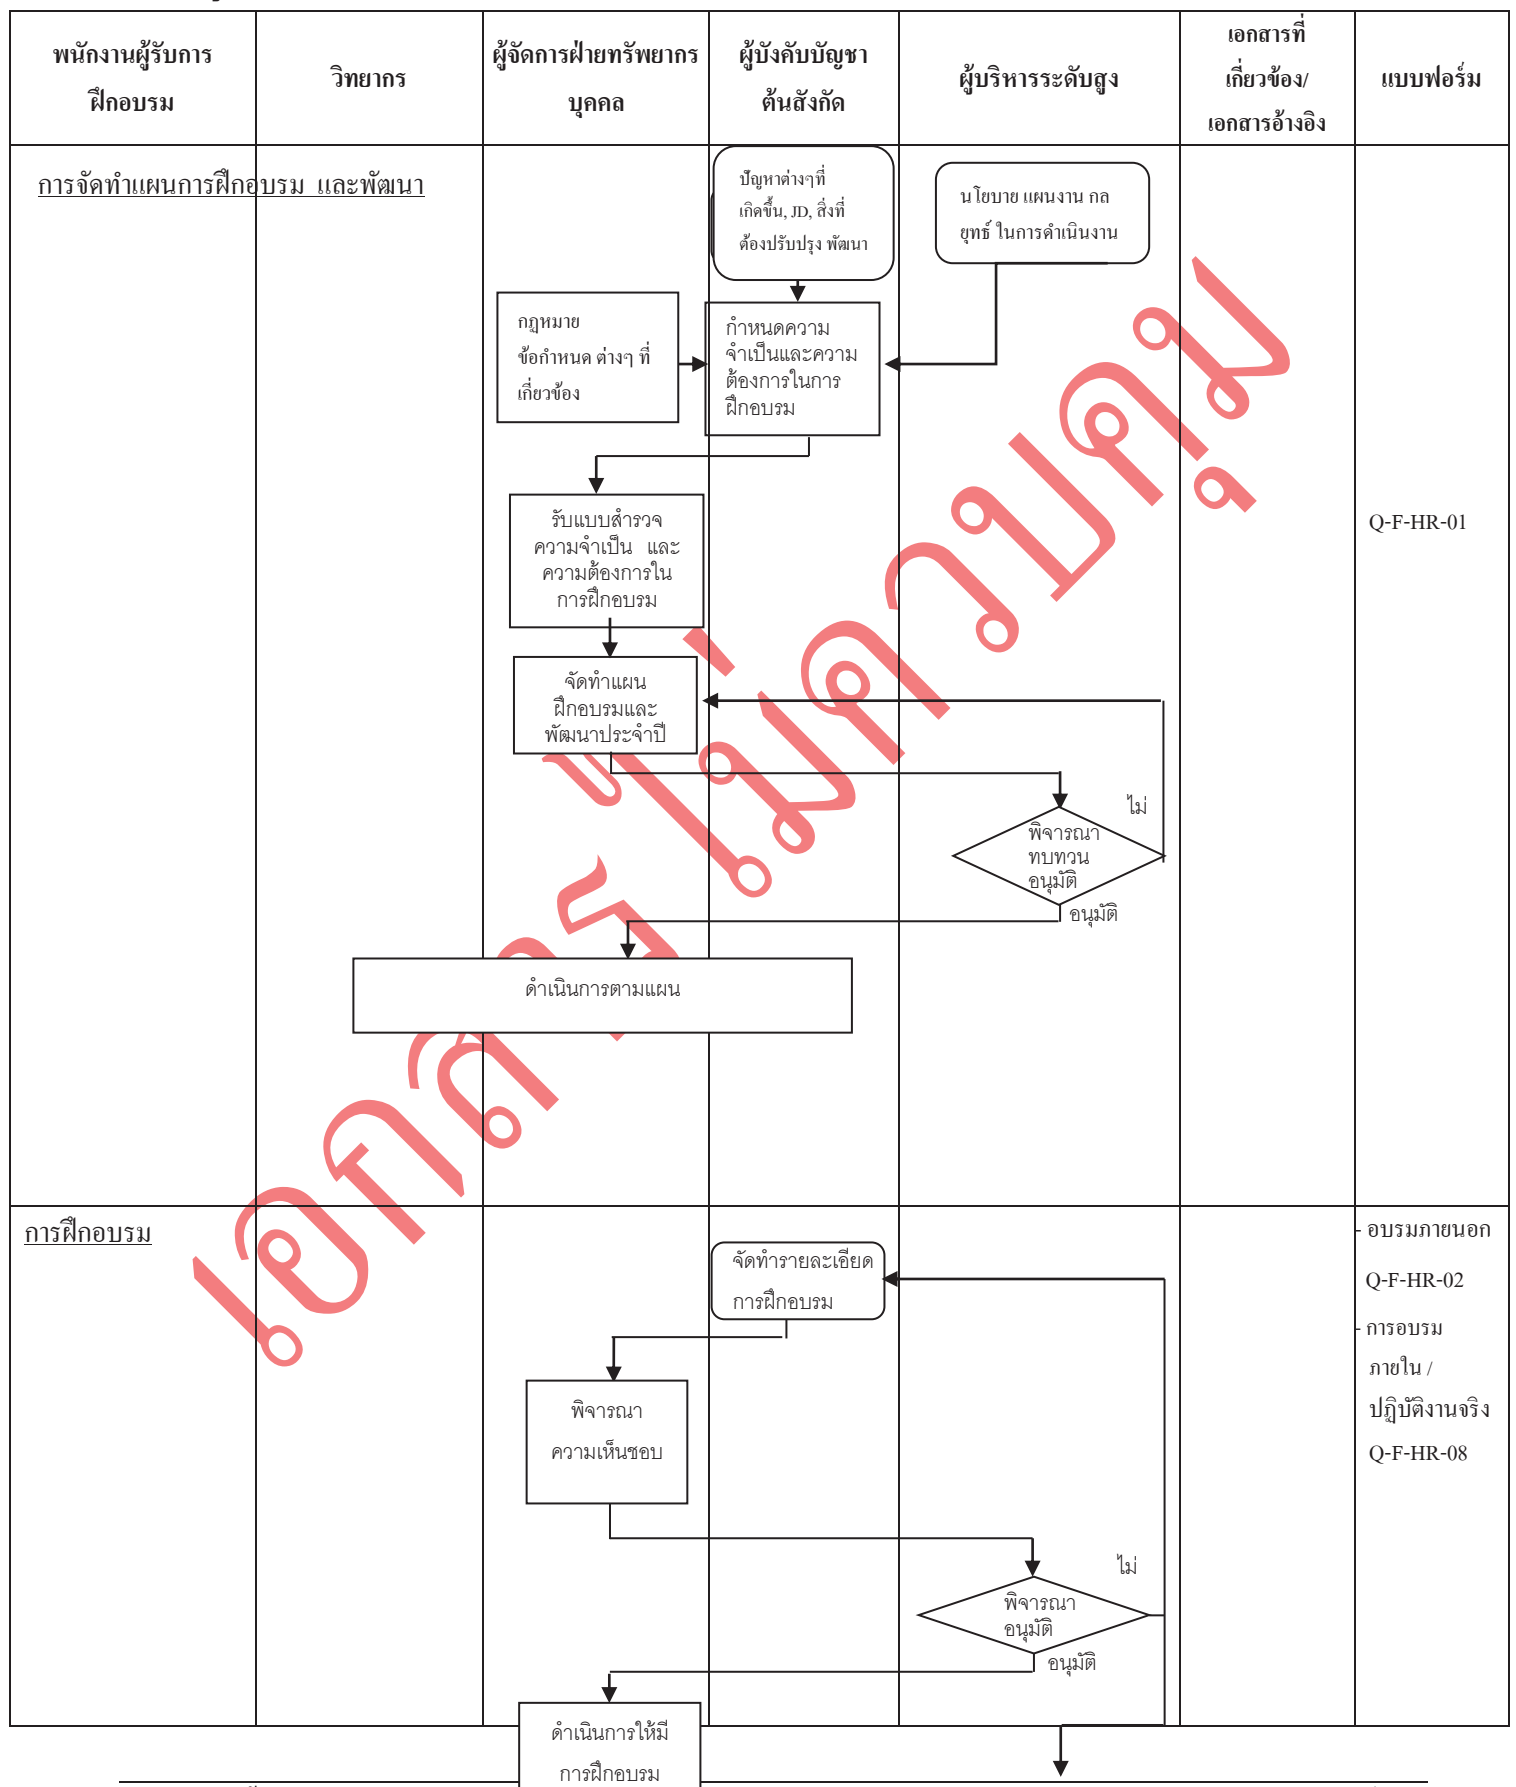 พนักงานผู้รับการ
ฝึกอบรม
วิทยากร
ผู้จัดการฝ่ายทรัพยากร
บุคคล
ผู้บังคับบัญชา
ต้นสังกัด
ผู้บริหารระดับสูง
เอกสารที่
เกี่ยวข้อง/
เอกสารอ้างอิง
แบบฟอร์ม
การจัดทำแผนการฝึกอบรม และพัฒนา
ปัญหาต่างๆที่
เกิดขึ้น, JD, สิ่งที่
ต้องปรับปรุง พัฒนา
นโยบาย แผนงาน กล
ยุทธ์ ในการดำเนินงาน
กฎหมาย
ข้อกำหนด ต่างๆ ที่
เกี่ยวข้อง
กำหนดความ
จำเป็นและความ
ต้องการในการ
ฝึกอบรม
รับแบบสำรวจ
ความจำเป็น และ
ความต้องการใน
การฝึกอบรม
Q-F-HR-01
จัดทำแผน
ฝึกอบรมและ
พัฒนาประจำปี
ไม่
พิจารณา
ทบทวน
อนุมัติ
อนุมัติ
ดำเนินการตามแผน
การฝึกอบรม
จัดทำรายละเอียด
การฝึกอบรม
- อบรมภายนอก
Q-F-HR-02
- การอบรม
ภายใน /
ปฏิบัติงานจริง
Q-F-HR-08
พิจารณา
ความเห็นชอบ
ไม่
พิจารณา
อนุมัติ
อนุมัติ
ดำเนินการให้มี
การฝึกอบรม
เอกสาร ไม่ควบคุม